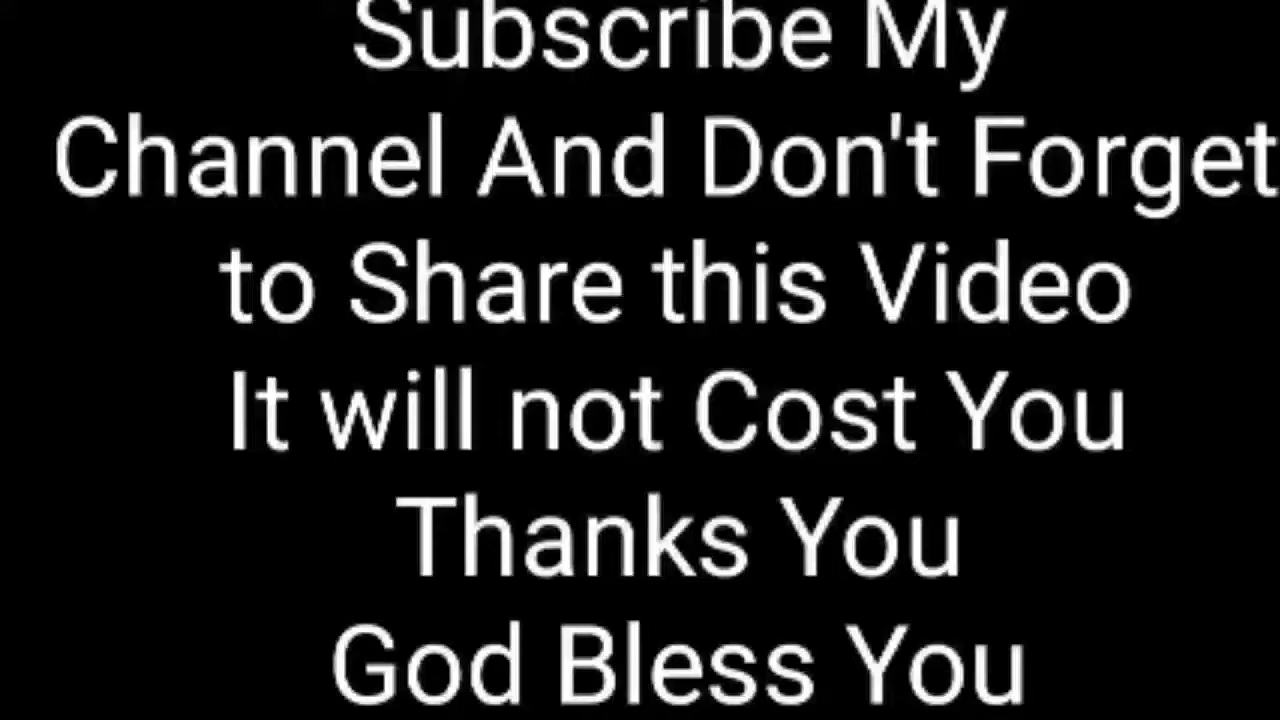 Subscribe My
Channel And Don't Forget
to Share this Video
It will not Cost You
Thanks You
God Bless You